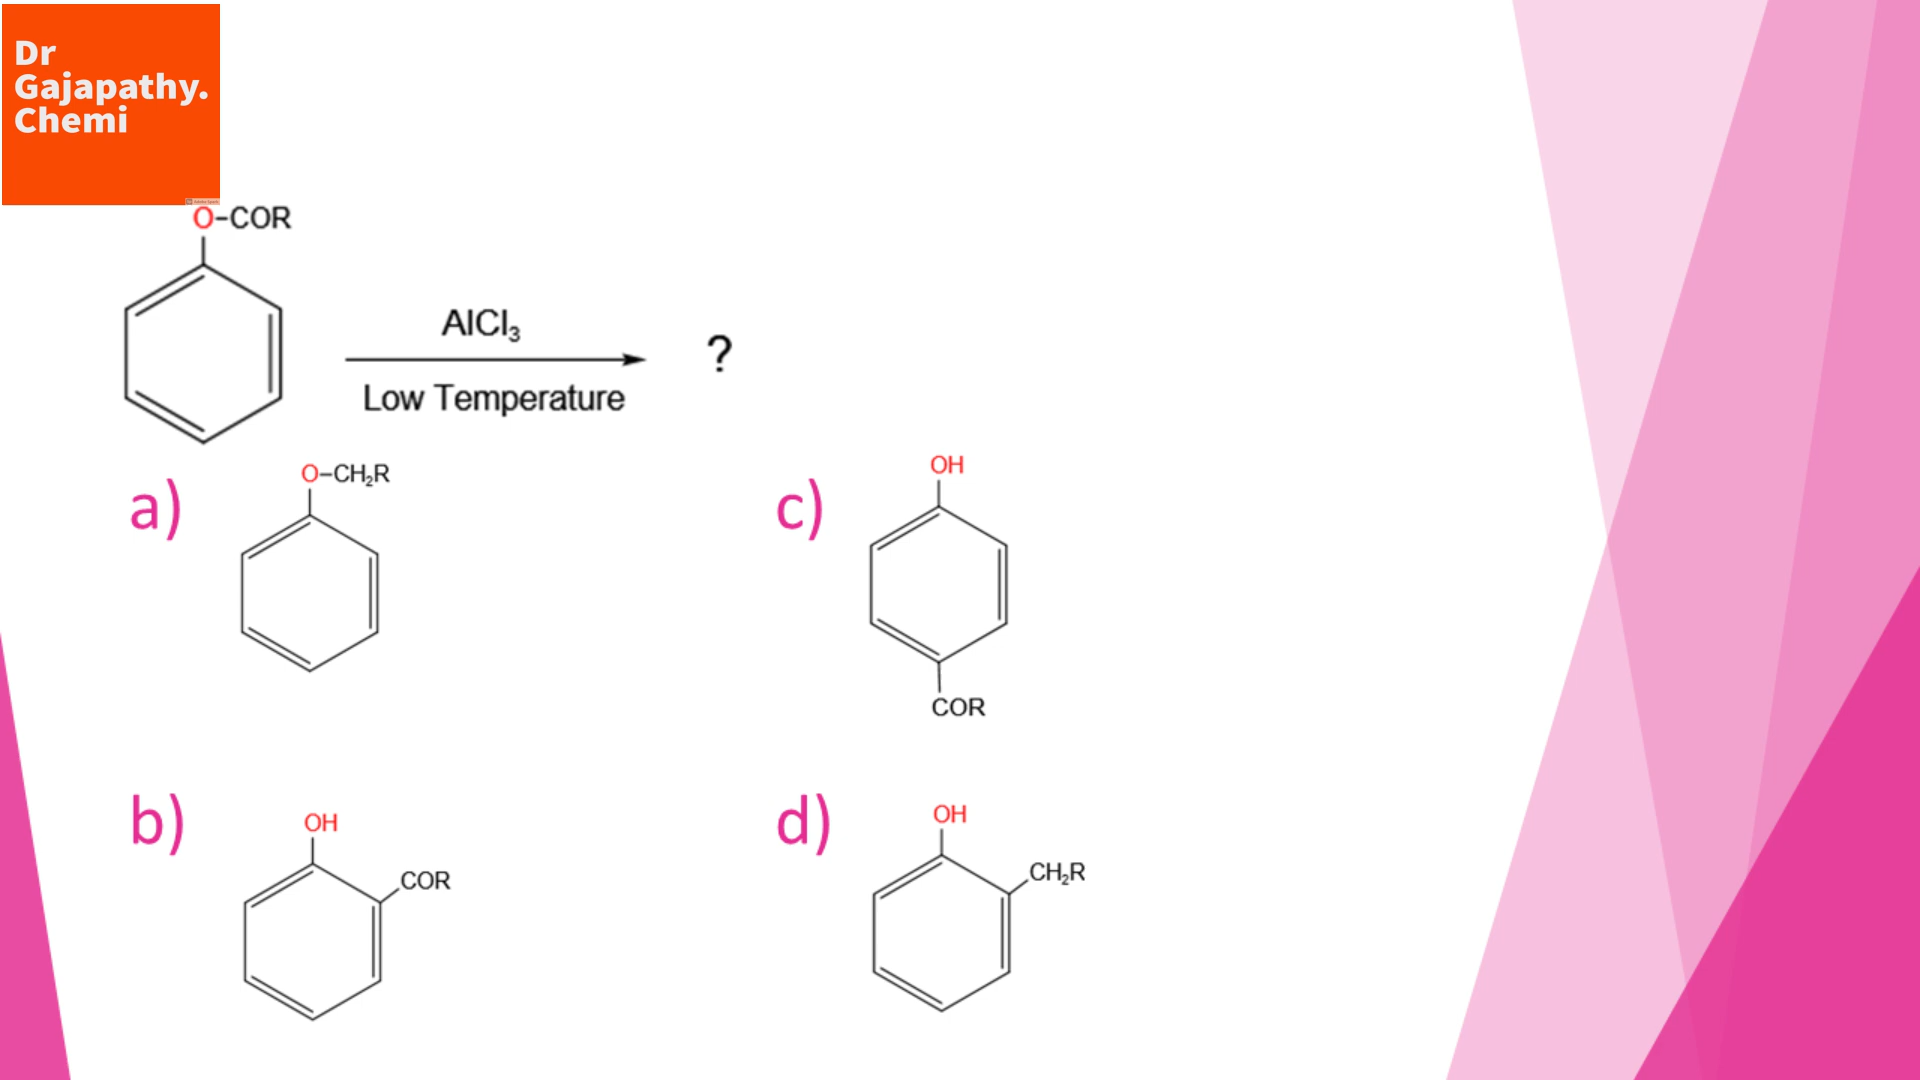 Dr
Gajapathy.
Chemi
O-COR
AlCl₃
Low Temperature
?
a)
O-CH₂R
c)
OH
COR
b)
OH
COR
d)
OH
CH₂R